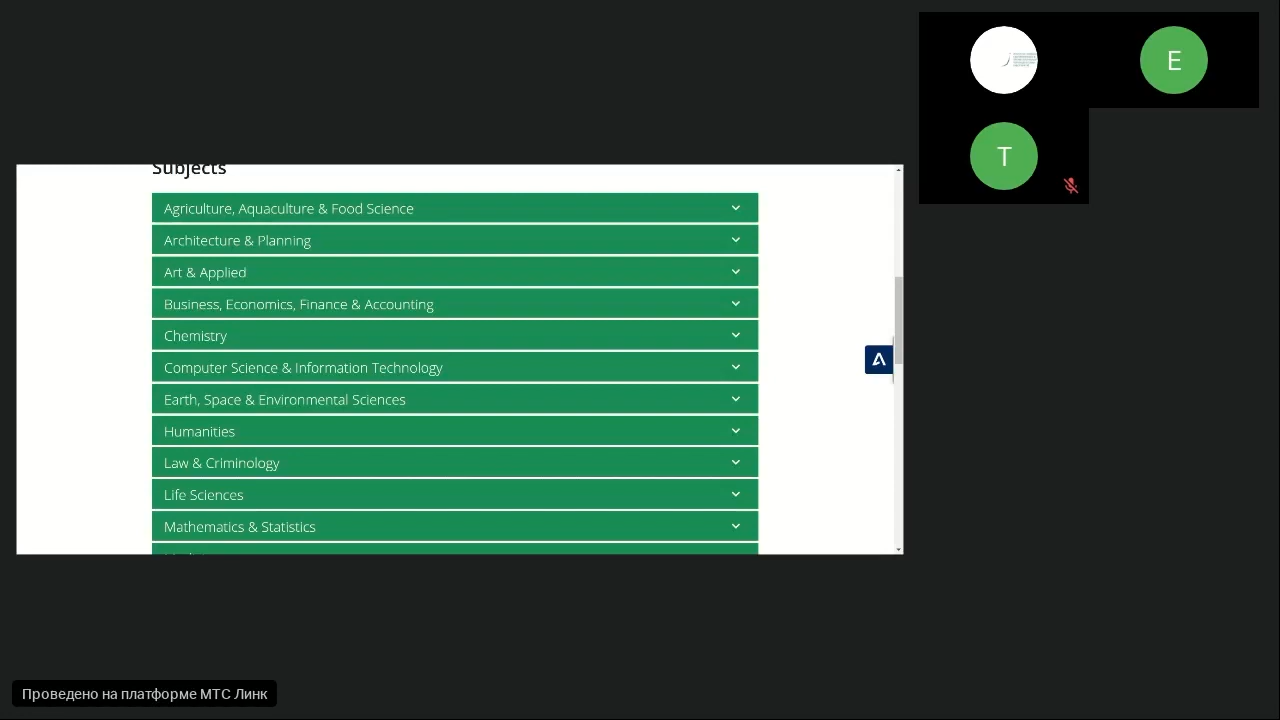 Subjects
Agriculture, Aquaculture & Food Science
Architecture & Planning
Art & Applied
Business, Economics, Finance & Accounting
Chemistry
Computer Science & Information Technology
Earth, Space & Environmental Sciences
Humanities
Law & Criminology
Life Sciences
Mathematics & Statistics
E
T
Проведено на платформе МТС Линк